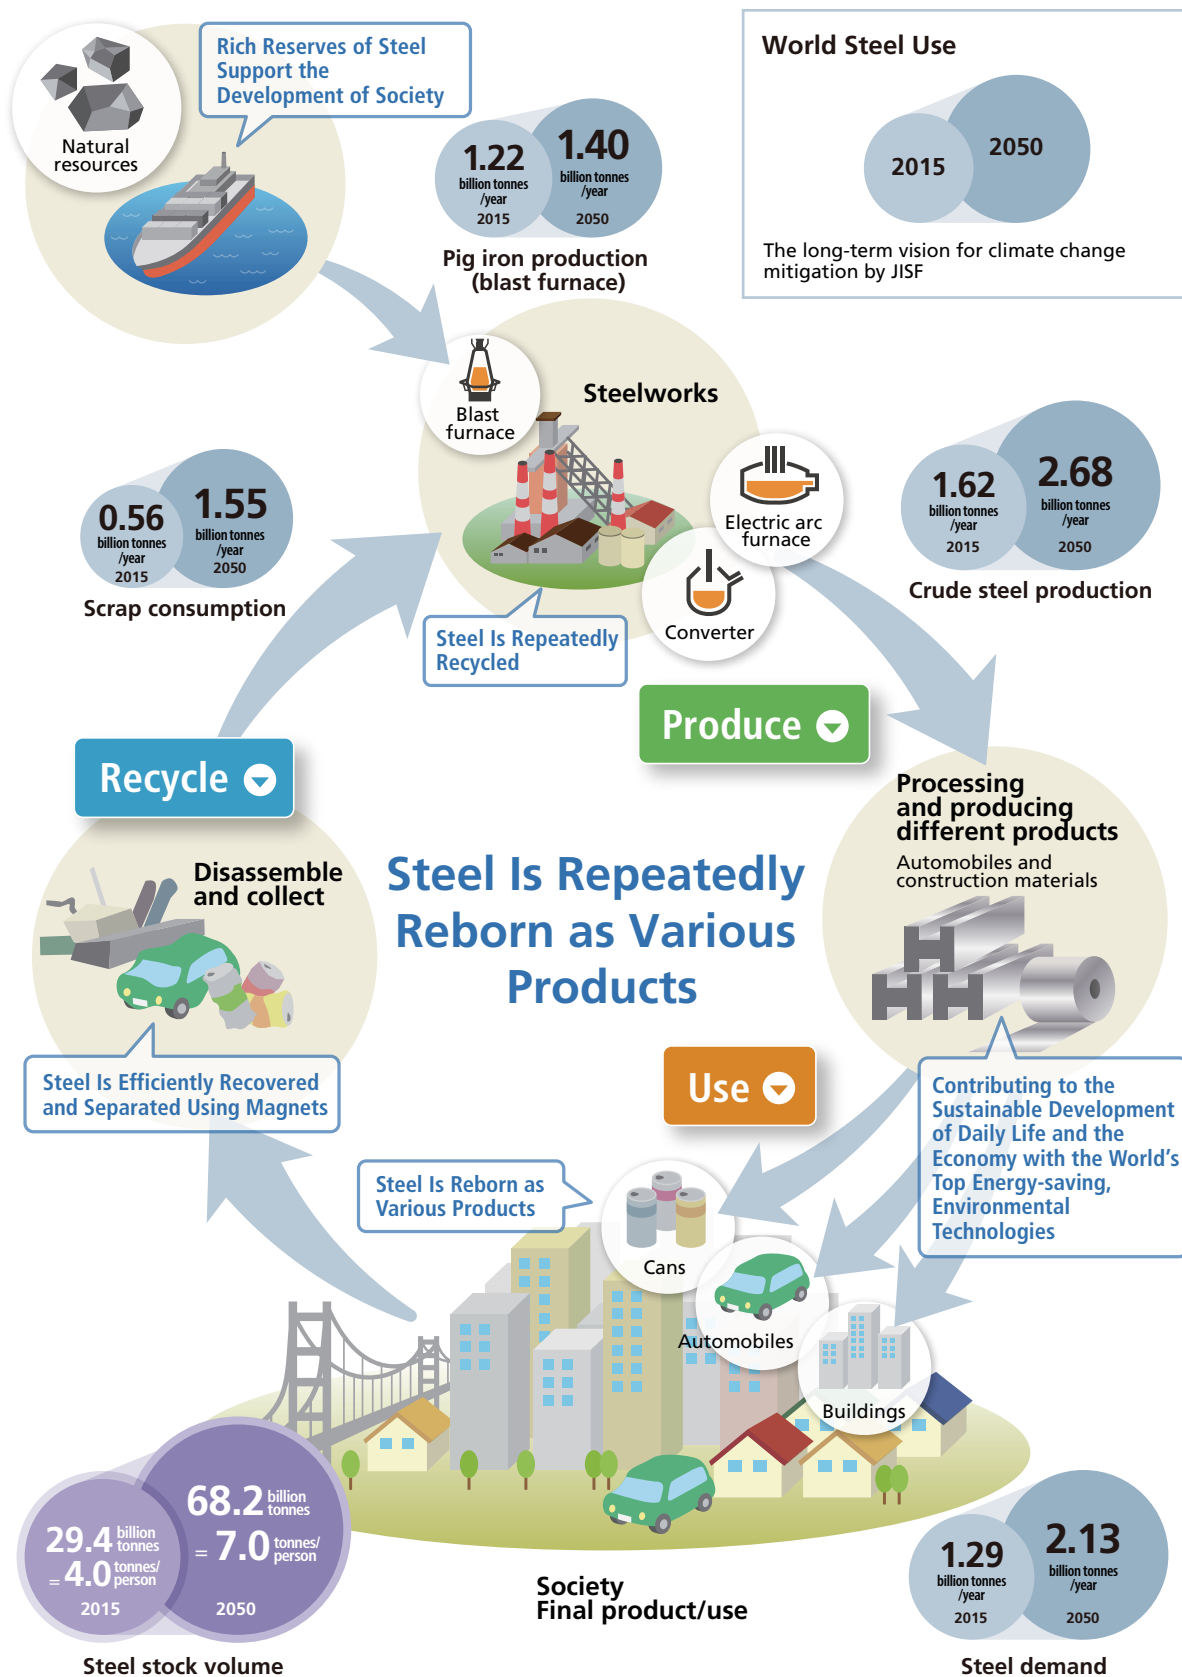 Rich Reserves of Steel
Support the
Development of Society
Natural
resources
World Steel Use
2015
2050
The long-term vision for climate change
mitigation by JISF
1.22
billion tonnes
/year
2015
1.40
billion tonnes
/year
2050
Pig iron production
(blast furnace)
Blast
furnace
Steelworks
Electric arc
furnace
Converter
0.56
billion tonnes
/year
2015
1.55
billion tonnes
/year
2050
Scrap consumption
1.62
billion tonnes
/year
2015
2.68
billion tonnes
/year
2050
Crude steel production
Steel Is Repeatedly
Recycled
Produce
Recycle
Processing
and producing
different products
Automobiles and
construction materials
Disassemble
and collect
Steel Is Repeatedly
Reborn as Various
Products
Steel Is Efficiently Recovered
and Separated Using Magnets
Use
Contributing to the
Sustainable Development
of Daily Life and the
Economy with the World's
Top Energy-saving,
Environmental
Technologies
Steel Is Reborn as
Various Products
Cans
Automobiles
Buildings
29.4 billion tonnes
= 4.0 tonnes/person
2015
68.2 billion tonnes
= 7.0 tonnes/person
2050
Steel stock volume
Society
Final product/use
1.29
billion tonnes
/year
2015
2.13
billion tonnes
/year
2050
Steel demand